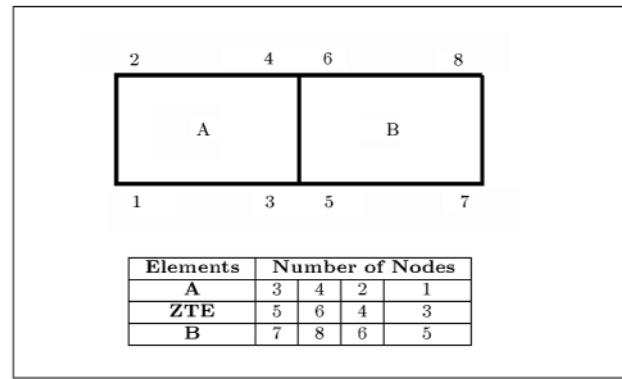 2 4 6 8
A B
1 3 5 7
Elements Number of Nodes
A 3 4 2 1
ZTE 5 6 4 3
B 7 8 6 5